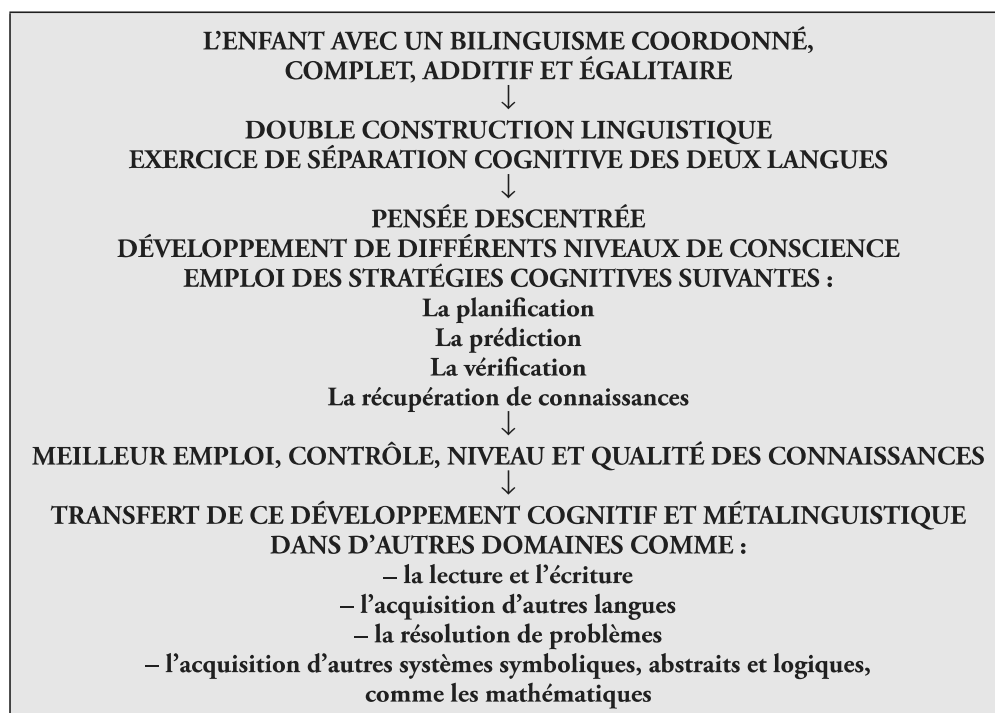 L’ENFANT AVEC UN BILINGUISME COORDONNÉ,
COMPLET, ADDITIF ET ÉGALITAIRE
↓
DOUBLE CONSTRUCTION LINGUISTIQUE
EXERCICE DE SÉPARATION COGNITIVE DES DEUX LANGUES
↓
PENSÉE DESCENTRÉE
DÉVELOPPEMENT DE DIFFÉRENTS NIVEAUX DE CONSCIENCE
EMPLOI DES STRATÉGIES COGNITIVES SUIVANTES :
La planification
La prédiction
La vérification
La récupération de connaissances
↓
MEILLEUR EMPLOI, CONTRÔLE, NIVEAU ET QUALITÉ DES CONNAISSANCES
↓
TRANSFERT DE CE DÉVELOPPEMENT COGNITIF ET MÉTALINGUISTIQUE
DANS D’AUTRES DOMAINES COMME :
– la lecture et l’écriture
– l’acquisition d’autres langues
– la résolution de problèmes
– l’acquisition d’autres systèmes symboliques, abstraits et logiques,
comme les mathématiques